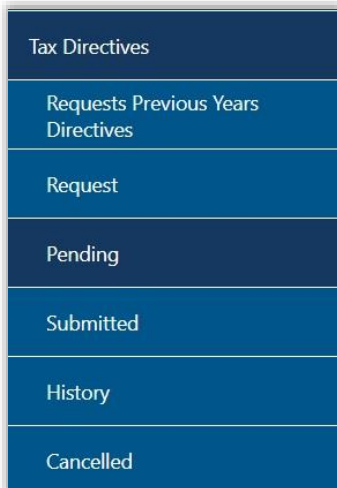 Tax Directives
Requests Previous Years
Directives
Request
Pending
Submitted
History
Cancelled